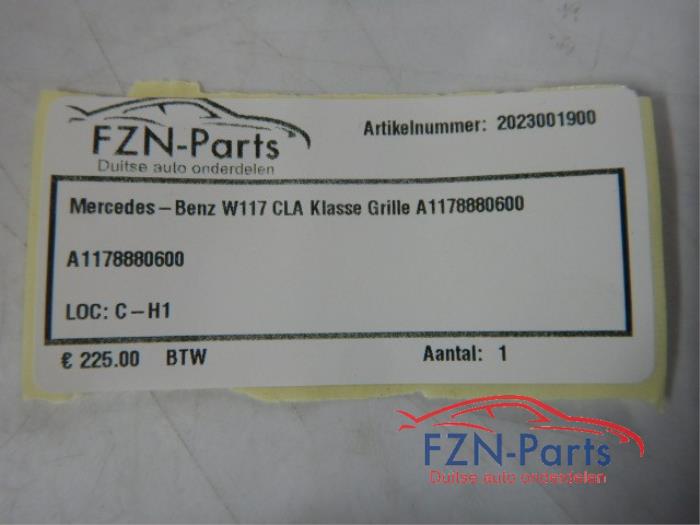 FZN-Parts
Duitse auto onderdelen
Artikelnummer: 2023001900
Mercedes-Benz W117 CLA Klasse Grille A1178880600
A1178880600
LOC: C-H1
€ 225.00 BTW
Aantal: 1
FZN-Parts
Duitse auto onderdelen